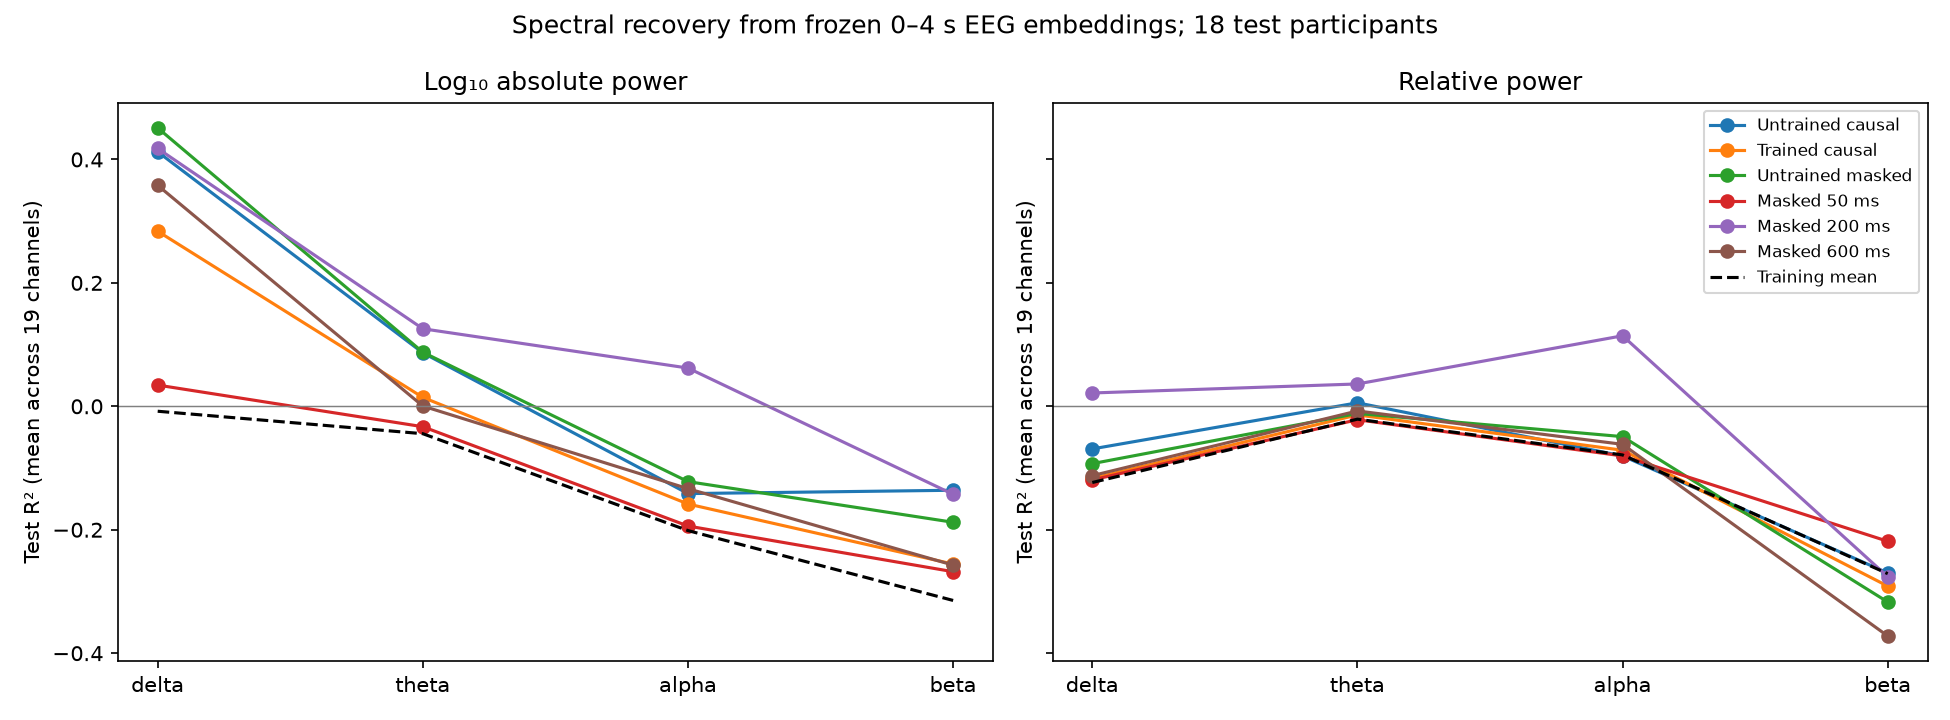 Spectral recovery from frozen 0–4 s EEG embeddings; 18 test participants
Log₁₀ absolute power
Test R² (mean across 19 channels)
0.4
0.2
0.0
−0.2
−0.4
delta
theta
alpha
beta
Relative power
Test R² (mean across 19 channels)
Untrained causal
Trained causal
Untrained masked
Masked 50 ms
Masked 200 ms
Masked 600 ms
Training mean
delta
theta
alpha
beta